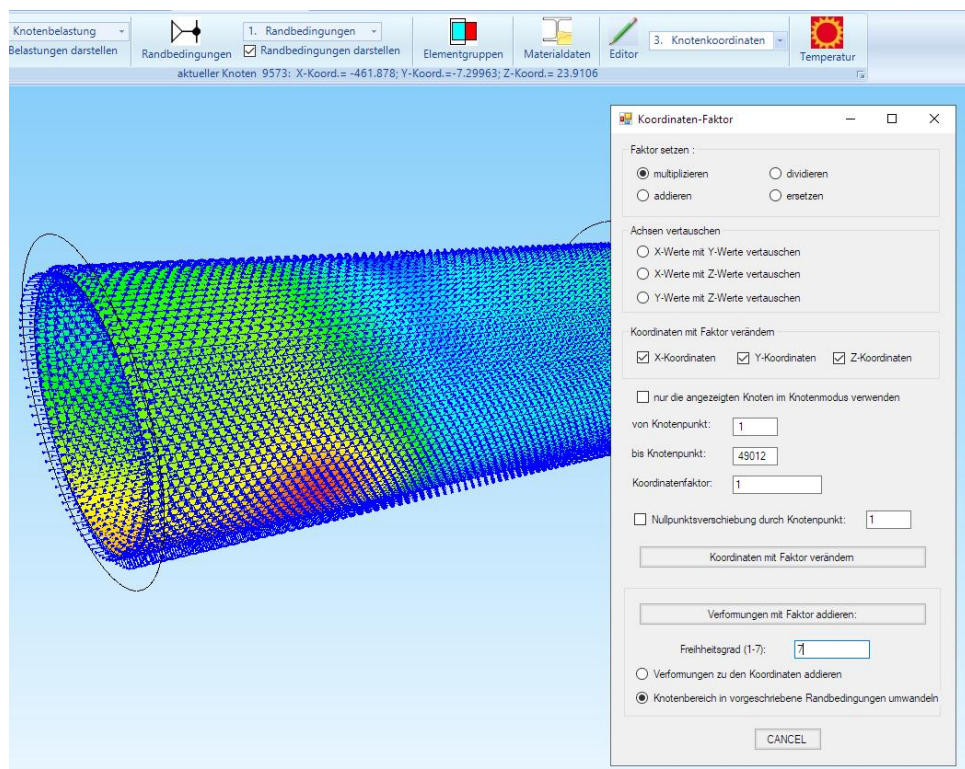 Knotenbelastung
1. Randbedingungen
3. Knotenkoordinaten
Belastungen darstellen
Randbedingungen
Randbedingungen darstellen
Elementgruppen
Materialdaten
Editor
Temperatur
aktueller Knoten 9573: X-Koord.= -461.878; Y-Koord.=-7.29963; Z-Koord.= 23.9106
Koordinaten-Faktor
Faktor setzen :
multiplizieren
dividieren
addieren
ersetzen
Achsen vertauschen
X-Werte mit Y-Werte vertauschen
X-Werte mit Z-Werte vertauschen
Y-Werte mit Z-Werte vertauschen
Koordinaten mit Faktor verändern
X-Koordinaten
Y-Koordinaten
Z-Koordinaten
nur die angezeigten Knoten im Knotenmodus verwenden
von Knotenpunkt: 1
bis Knotenpunkt: 49012
Koordinatenfaktor: 1
Nullpunktsverschiebung durch Knotenpunkt: 1
Koordinaten mit Faktor verändern
Verformungen mit Faktor addieren:
Freihheitsgrad (1-7): 7
Verformungen zu den Koordinaten addieren
Knotenbereich in vorgeschriebene Randbedingungen umwandeln
CANCEL